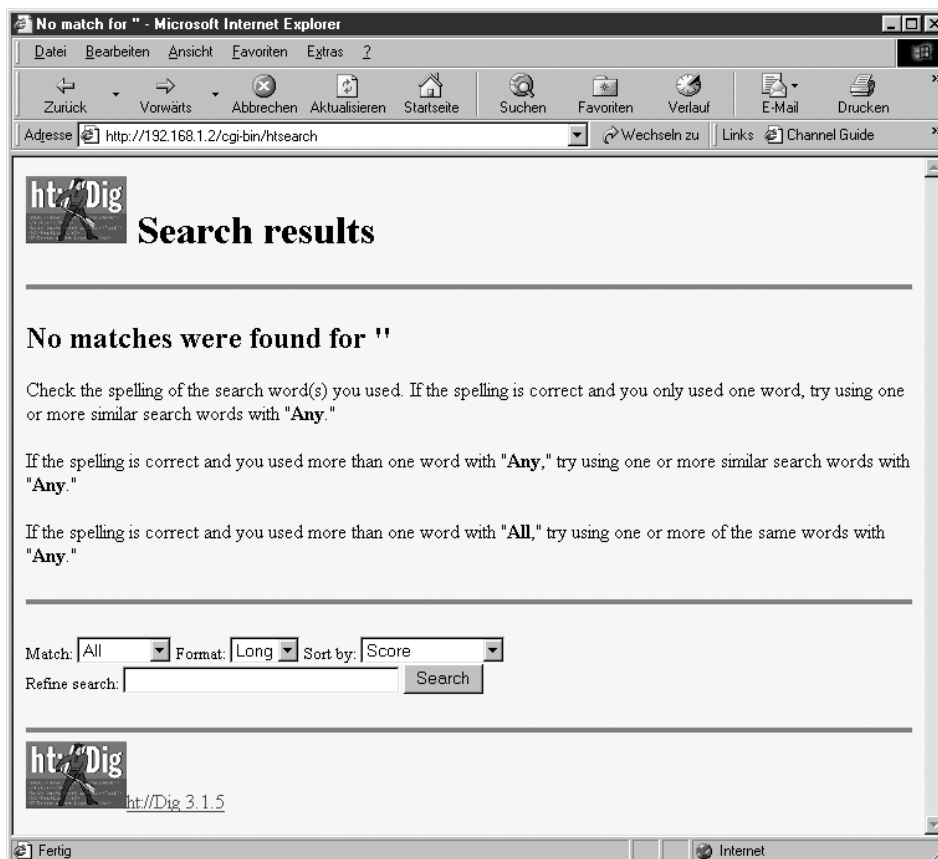 No match for '' - Microsoft Internet Explorer
Datei Bearbeiten Ansicht Favoriten Extras ?
Zurück Vorwärts Abbrechen Aktualisieren Startseite Suchen Favoriten Verlauf E-Mail Drucken »
Adresse http://192.168.1.2/cgi-bin/htsearch Wechseln zu Links Channel Guide »
ht://Dig
Search results
No matches were found for ''
Check the spelling of the search word(s) you used. If the spelling is correct and you only used one word, try using one
or more similar search words with "Any."
If the spelling is correct and you used more than one word with "Any," try using one or more similar search words with
"Any."
If the spelling is correct and you used more than one word with "All," try using one or more of the same words with
"Any."
Match: All Format: Long Sort by: Score
Refine search: Search
ht://Dig
ht://Dig 3.1.5
Fertig Internet